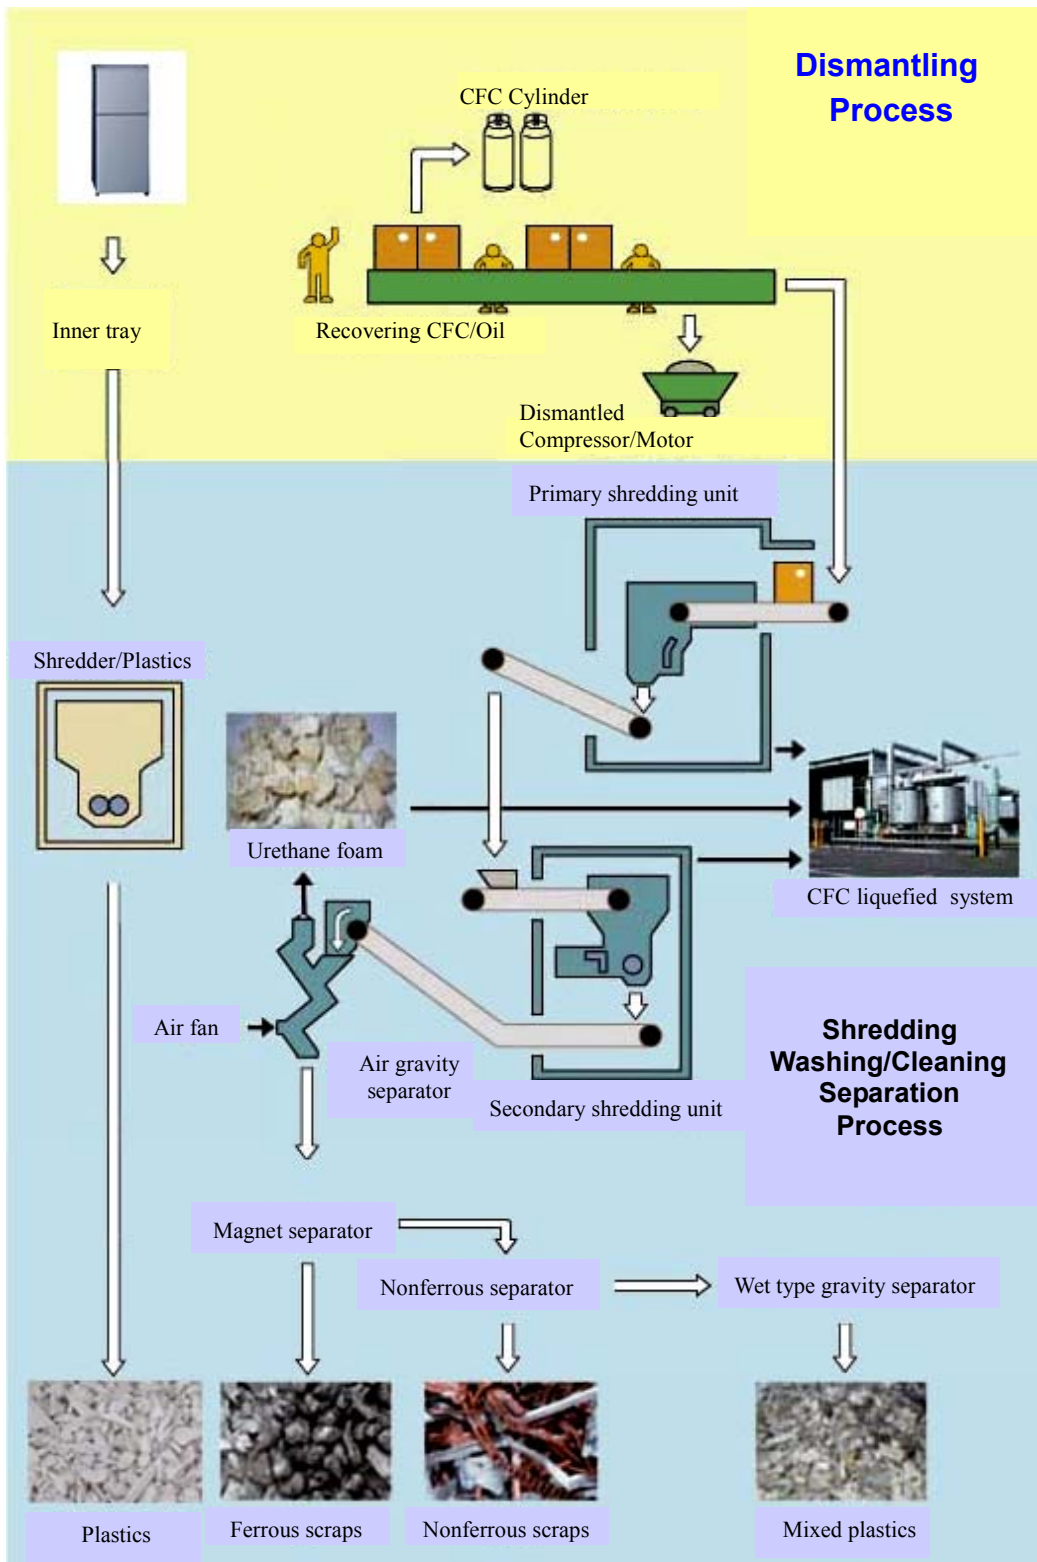 Dismantling
Process
CFC Cylinder
Inner tray
Recovering CFC/Oil
Dismantled
Compressor/Motor
Primary shredding unit
Shredder/Plastics
Urethane foam
CFC liquefied system
Air fan
Air gravity
separator
Secondary shredding unit
Shredding
Washing/Cleaning
Separation
Process
Magnet separator
Nonferrous separator
Wet type gravity separator
Plastics
Ferrous scraps
Nonferrous scraps
Mixed plastics